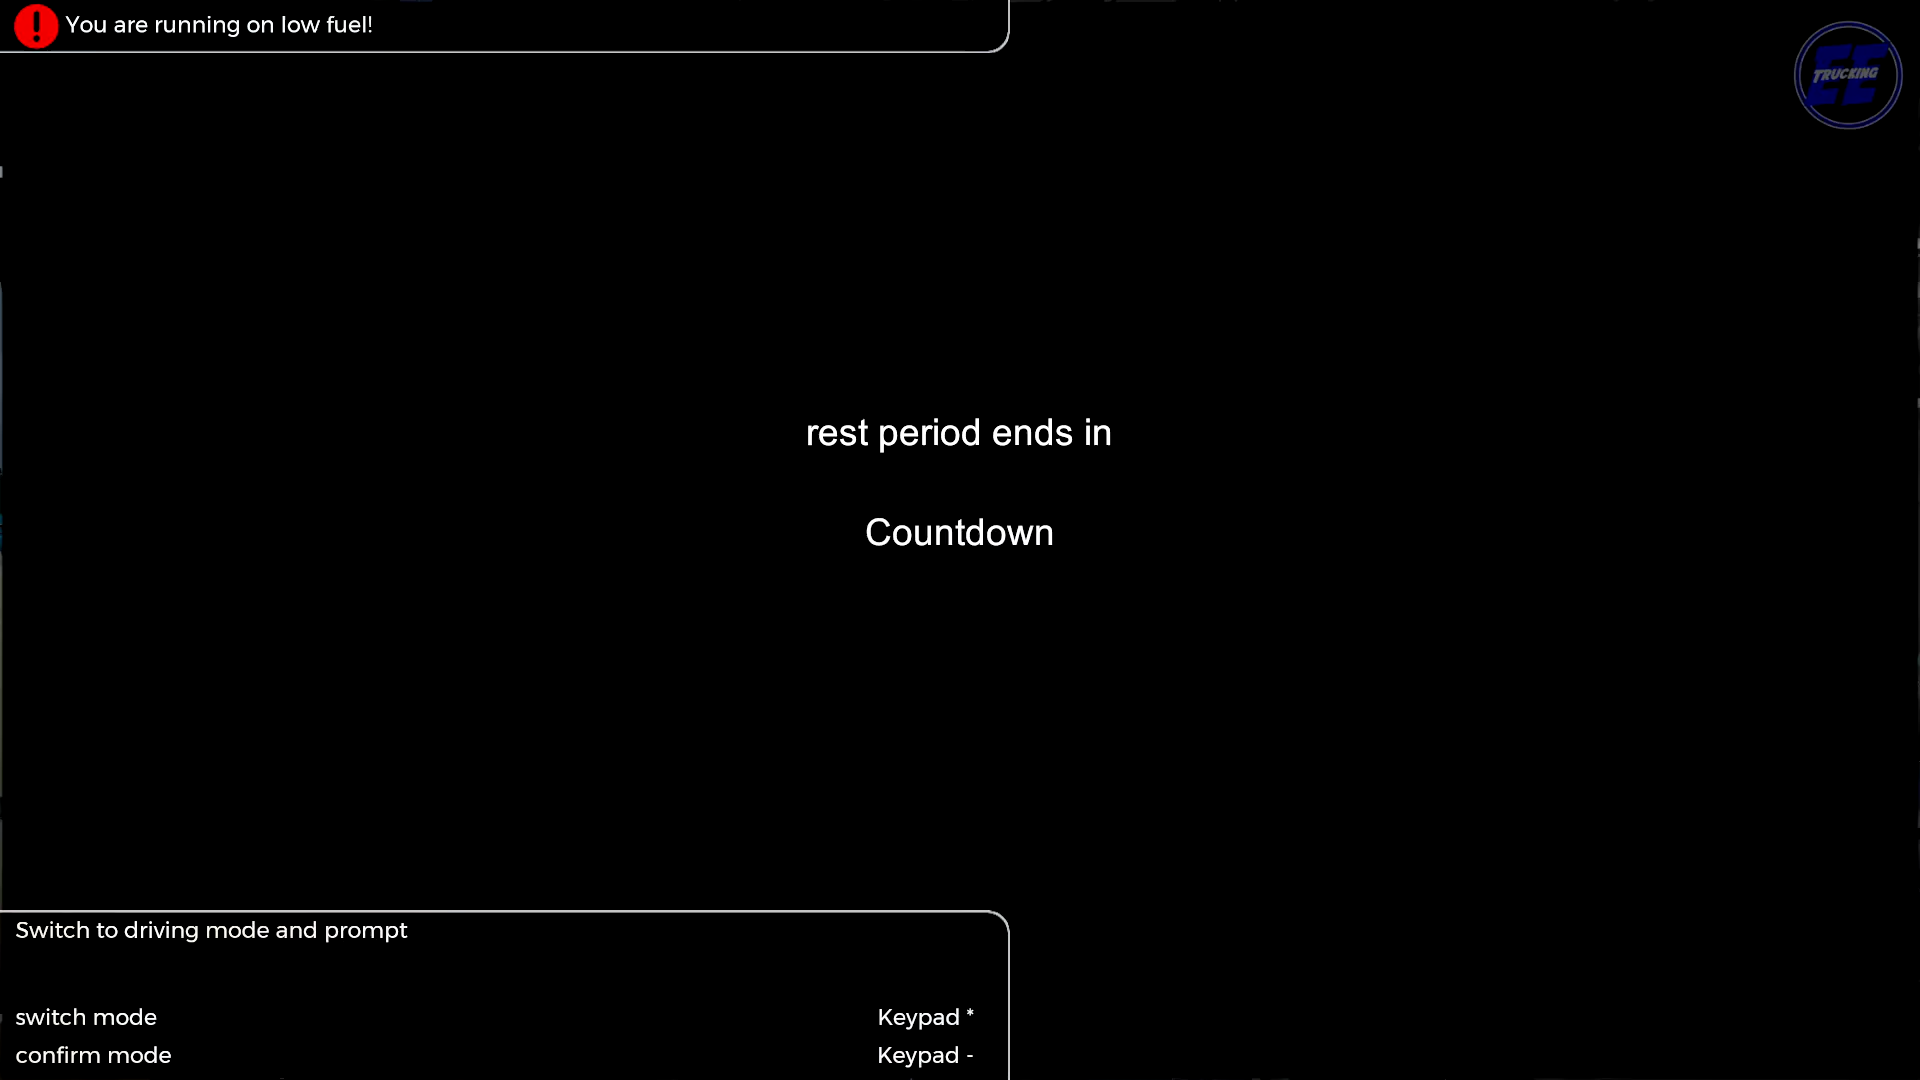 You are running on low fuel!
EE
TRUCKING
rest period ends in
Countdown
Switch to driving mode and prompt
switch mode Keypad *
confirm mode Keypad -